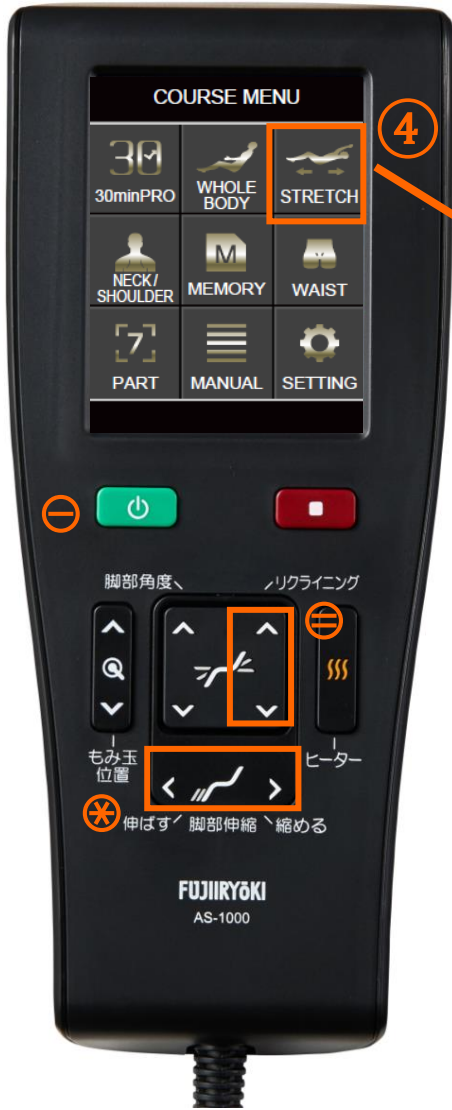 COURSE MENU
④
30
30minPRO
WHOLE
BODY
STRETCH
NECK/
SHOULDER
M
MEMORY
WAIST
7
PART
MANUAL
SETTING
⊖
脚部角度
リクライニング
もみ玉
位置
ヒーター
伸ばす
脚部伸縮
縮める
FUJIIRYōKI
AS-1000